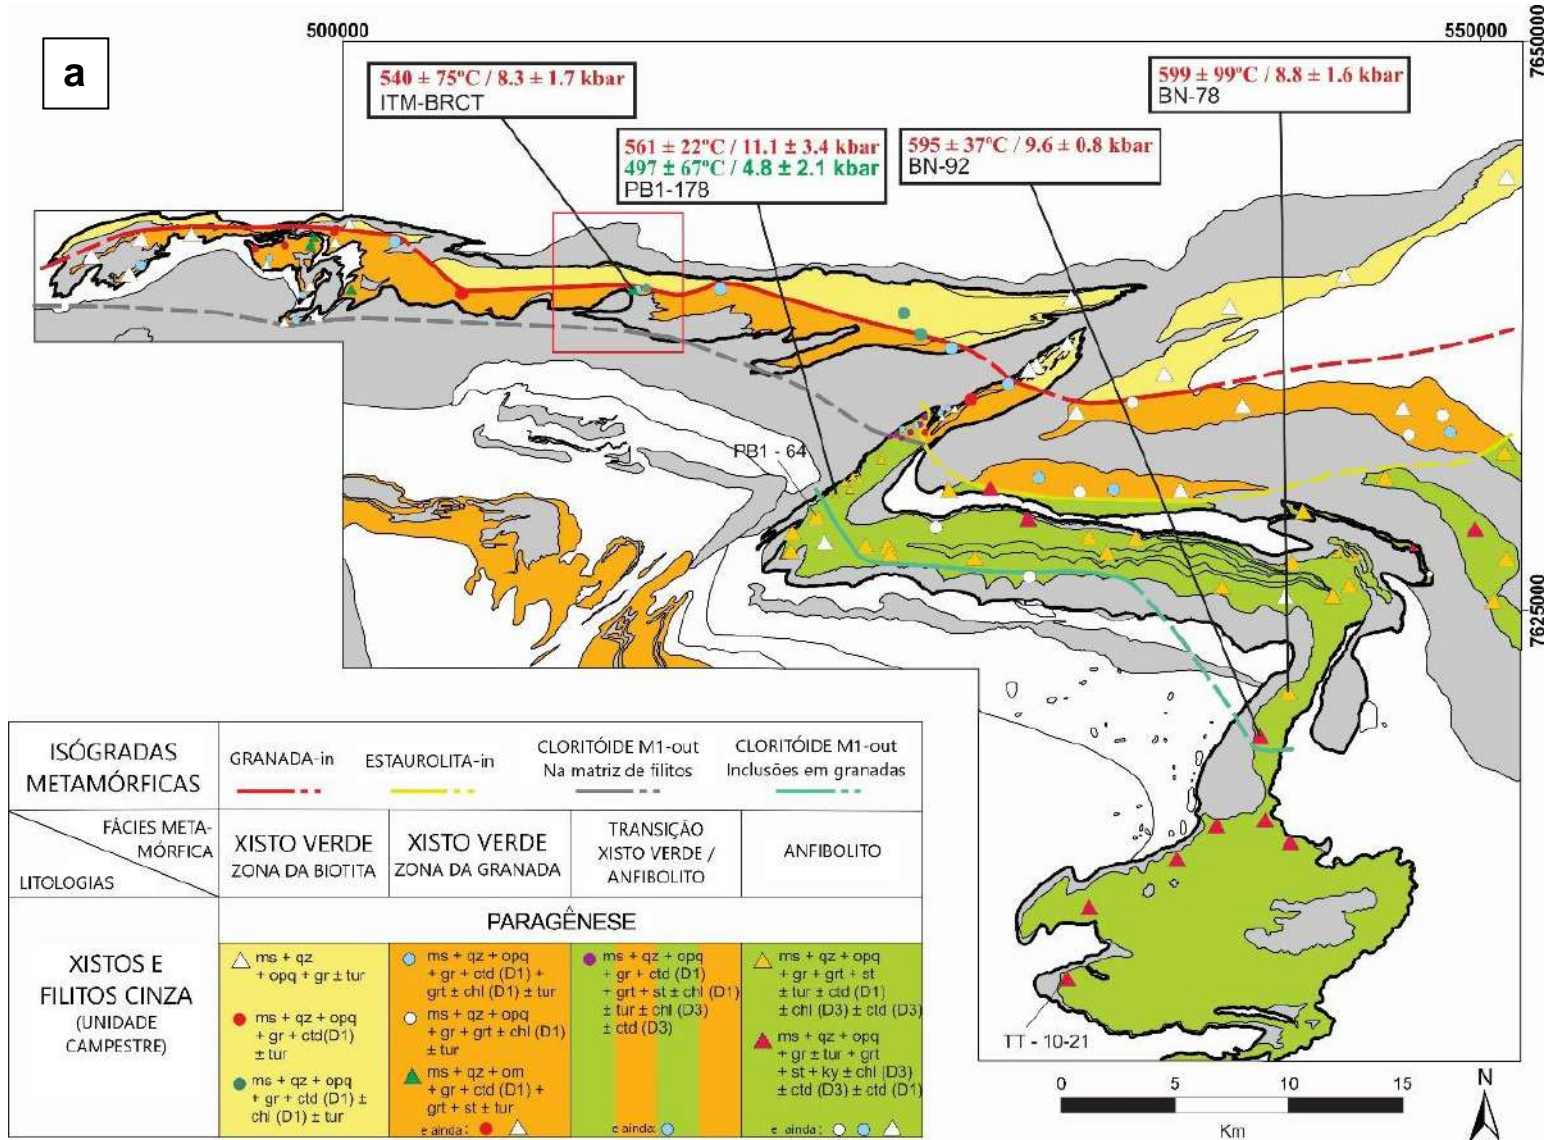 a
500000
550000
7650000
540 ± 75ºC / 8.3 ± 1.7 kbar
ITM-BRCT
599 ± 99ºC / 8.8 ± 1.6 kbar
BN-78
561 ± 22ºC / 11.1 ± 3.4 kbar
497 ± 67ºC / 4.8 ± 2.1 kbar
PB1-178
595 ± 37ºC / 9.6 ± 0.8 kbar
BN-92
PB1 - 64
7625000
TT - 10-21
ISÓGRADAS
METAMÓRFICAS
GRANADA-in
ESTAUROLITA-in
CLORITÓIDE M1-out
Na matriz de filitos
CLORITÓIDE M1-out
Inclusões em granadas
FÁCIES META-
MÓRFICA
LITOLOGIAS
XISTO VERDE
ZONA DA BIOTITA
XISTO VERDE
ZONA DA GRANADA
TRANSIÇÃO
XISTO VERDE /
ANFIBOLITO
ANFIBOLITO
PARAGÊNESE
XISTOS E
FILITOS CINZA
(UNIDADE
CAMPESTRE)
ms + qz
+ opq + gr ± tur
ms + qz + opq
+ gr + ctd(D1)
± tur
ms + qz + opq
+ gr + ctd (D1) ±
chl (D1) ± tur
ms + qz + opq
+ gr + ctd (D1) +
grt ± chl (D1) ± tur
ms + qz + opq
+ gr + grt ± chl (D1)
± tur
ms + qz + om
+ gr + ctd (D1) +
grt + st ± tur
e ainda:
ms + qz + opq
+ gr + ctd (D1)
+ grt + st ± chl (D1)
± tur ± chl (D3)
± ctd (D3)
e ainda:
ms + qz + opq
+ gr + grt + st
± tur ± ctd (D1)
± chl (D3) ± ctd (D3)
ms + qz + opq
+ gr ± tur + grt
+ st + ky ± chl (D3)
± ctd (D3) ± ctd (D1)
e ainda:
0 5 10 15
Km
N